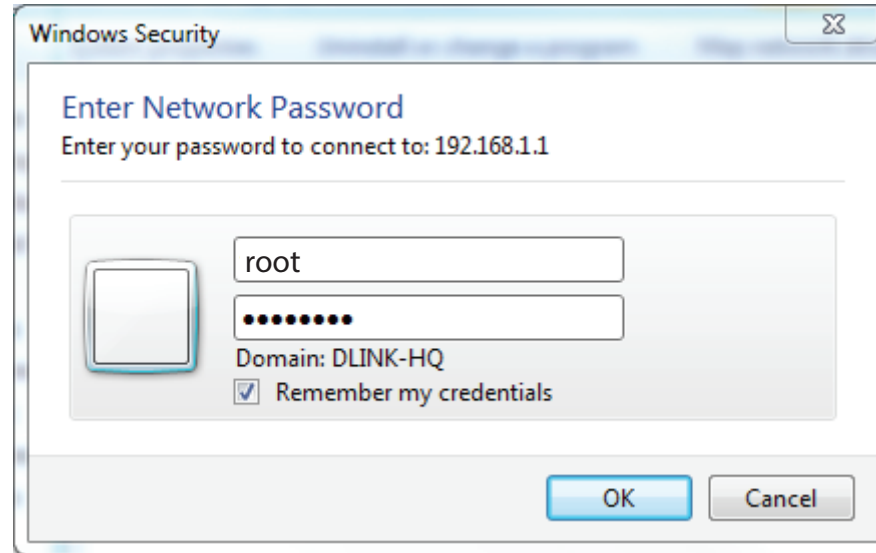 Windows Security
Enter Network Password
Enter your password to connect to: 192.168.1.1
root
••••••••
Domain: DLINK-HQ
Remember my credentials
OK
Cancel